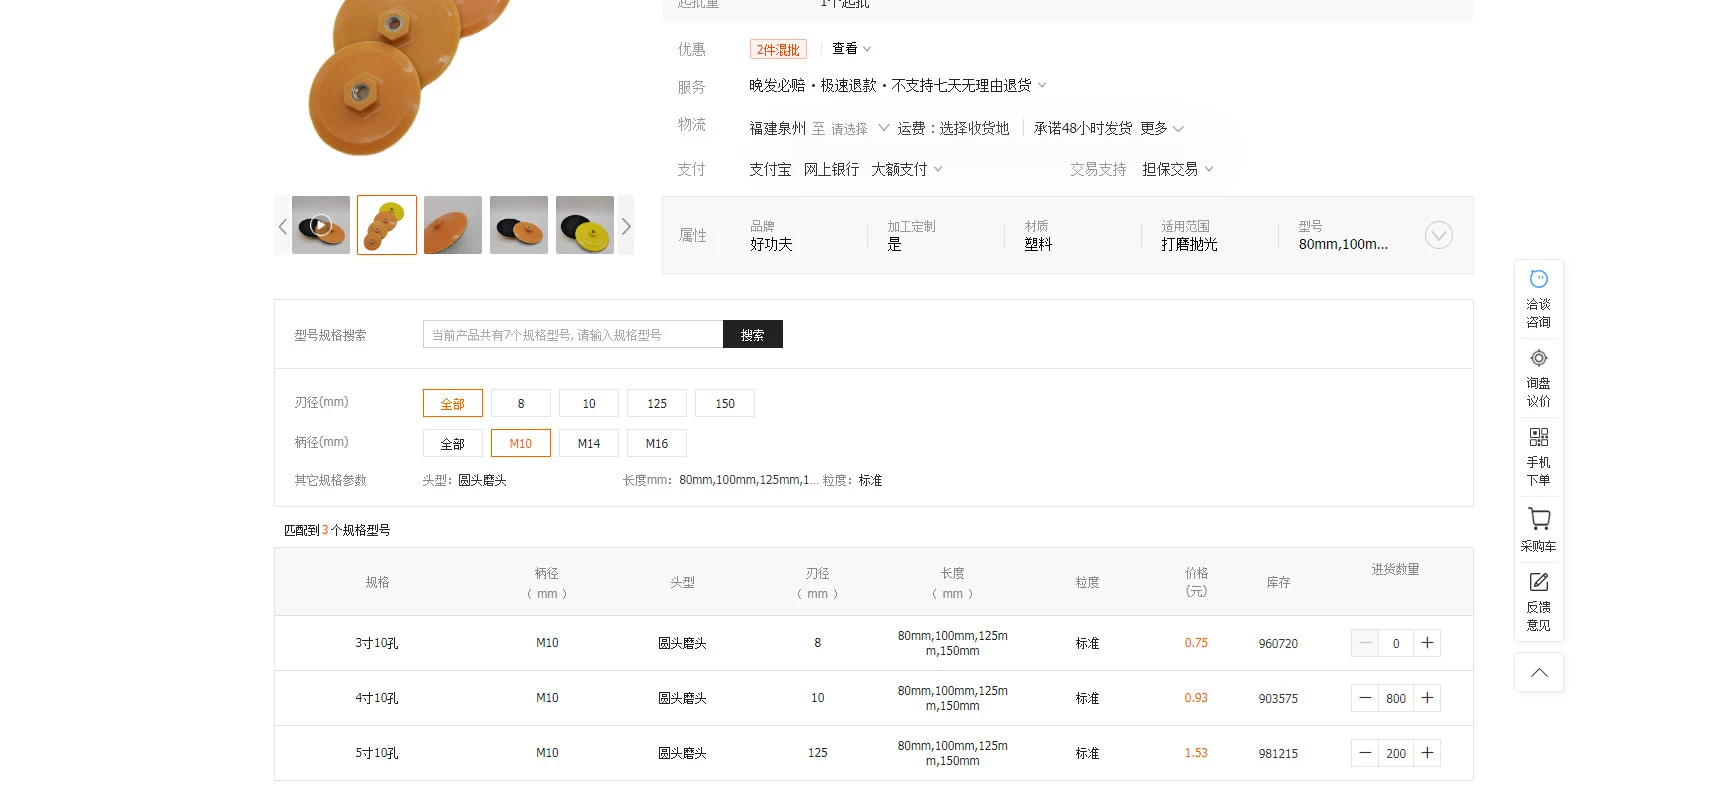 起批量 1个起批
优惠 2件混批 查看
服务 晚发必赔・极速退款・不支持七天无理由退货
物流 福建泉州 至 请选择 运费：选择收货地 承诺48小时发货 更多
支付 支付宝 网上银行 大额支付 交易支持 担保交易
属性
品牌 加工定制 材质 适用范围 型号
好功夫 是 塑料 打磨抛光 80mm,100m...
型号规格搜索 当前产品共有7个规格型号, 请输入规格型号 搜索
刃径(mm) 全部 8 10 125 150
柄径(mm) 全部 M10 M14 M16
其它规格参数 头型：圆头磨头 长度mm：80mm,100mm,125mm,1... 粒度：标准
匹配到 3 个规格型号
规格 柄径（ mm ） 头型 刃径（ mm ） 长度（ mm ） 粒度 价格(元) 库存 进货数量
3寸10孔 M10 圆头磨头 8 80mm,100mm,125mm,150mm 标准 0.75 960720 0
4寸10孔 M10 圆头磨头 10 80mm,100mm,125mm,150mm 标准 0.93 903575 800
5寸10孔 M10 圆头磨头 125 80mm,100mm,125mm,150mm 标准 1.53 981215 200
洽谈
咨询
询盘
议价
手机
下单
采购车
反馈
意见